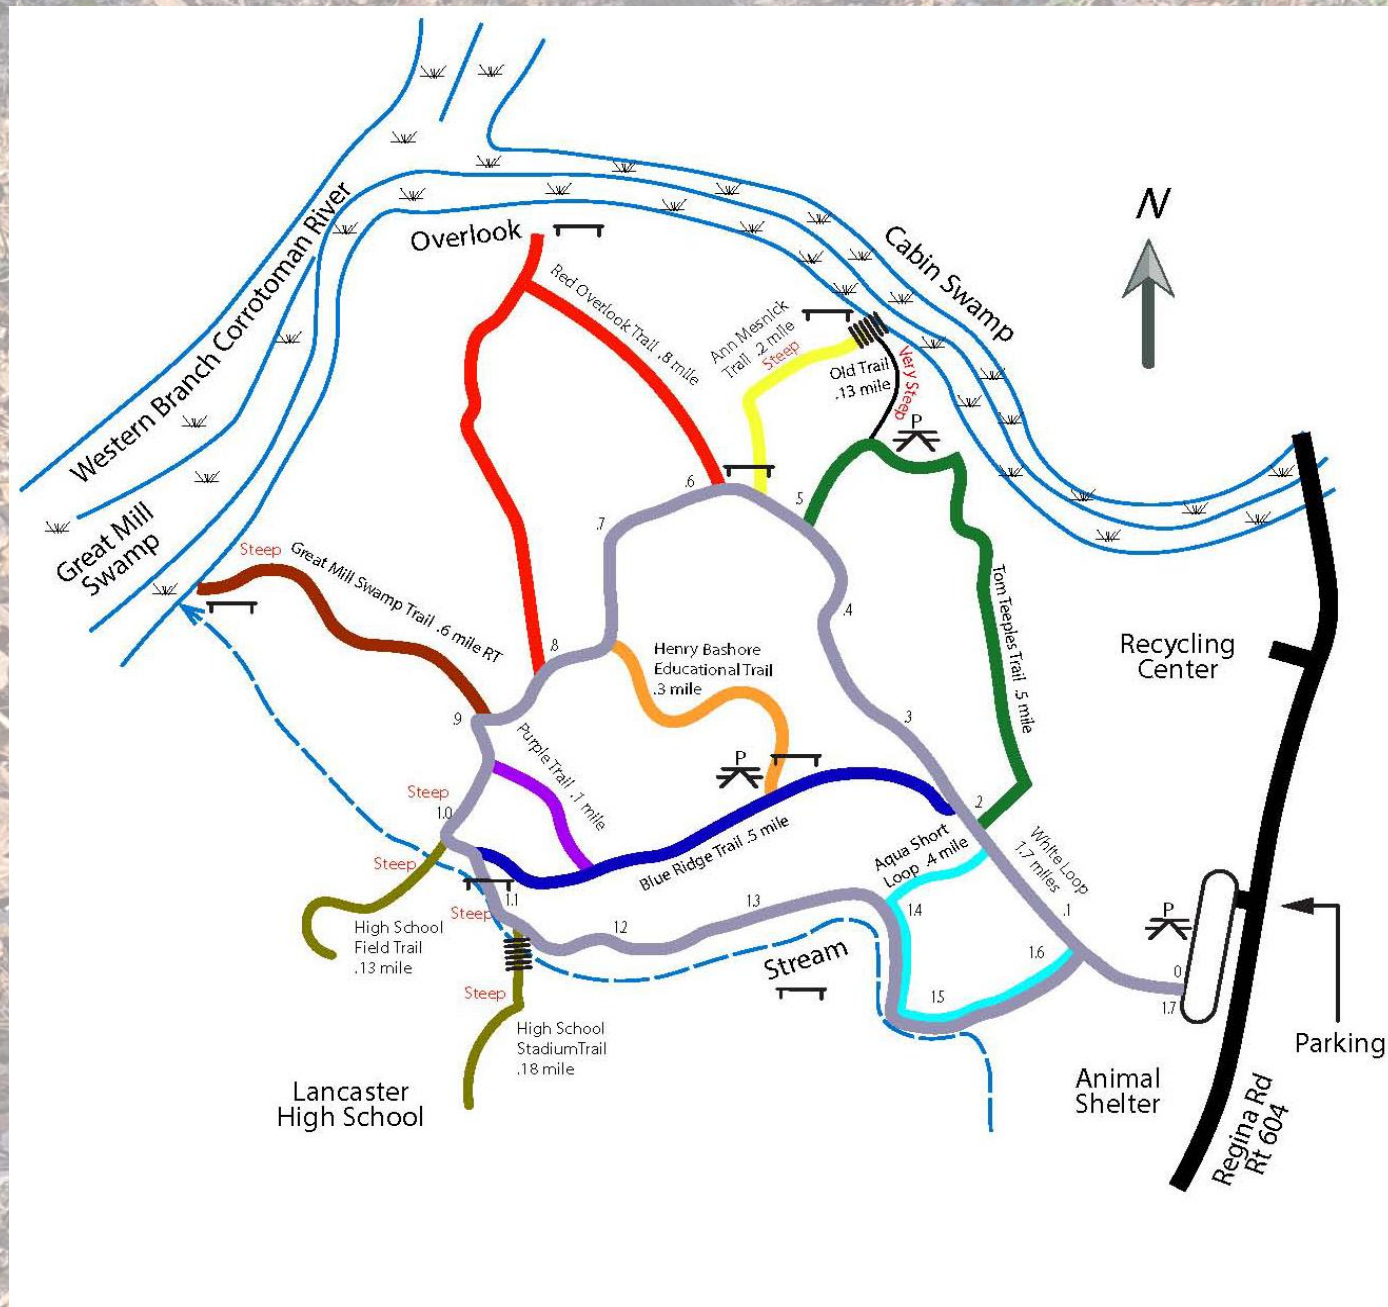 N
Western Branch Corrotoman River
Cabin Swamp
Overlook
Red Overlook Trail .8 mile
Ann Mesnick
Trail .2 mile
Steep
Old Trail
.13 mile
Very Steep
P
Great Mill
Swamp
Steep
Great Mill Swamp Trail .6 mile RT
.6
.5
.7
.4
.8
.9
.3
Henry Bashore
Educational Trail
.3 mile
Tom Teeples Trail .5 mile
Recycling
Center
Purple Trail .1 mile
P
Steep
1.0
.2
Steep
Blue Ridge Trail .5 mile
Aqua Short
Loop .4 mile
White Loop
1.7 miles
.1
1.1
Steep
1.2
1.3
1.4
1.5
1.6
P
0
1.7
High School
Field Trail
.13 mile
Stream
Steep
High School
StadiumTrail
.18 mile
Lancaster
High School
Animal
Shelter
Parking
Regina Rd
Rt 604